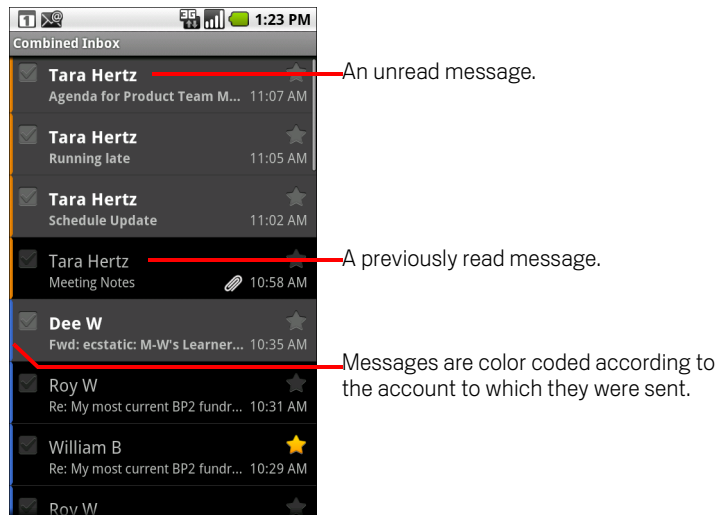 1 3G 1:23 PM
Combined Inbox
Tara Hertz
Agenda for Product Team M... 11:07 AM
An unread message.
Tara Hertz
Running late 11:05 AM
Tara Hertz
Schedule Update 11:02 AM
Tara Hertz
Meeting Notes 10:58 AM
A previously read message.
Dee W
Fwd: ecstatic: M-W's Learner... 10:35 AM
Messages are color coded according to
the account to which they were sent.
Roy W
Re: My most current BP2 fundr... 10:31 AM
William B
Re: My most current BP2 fundr... 10:29 AM
Roy W